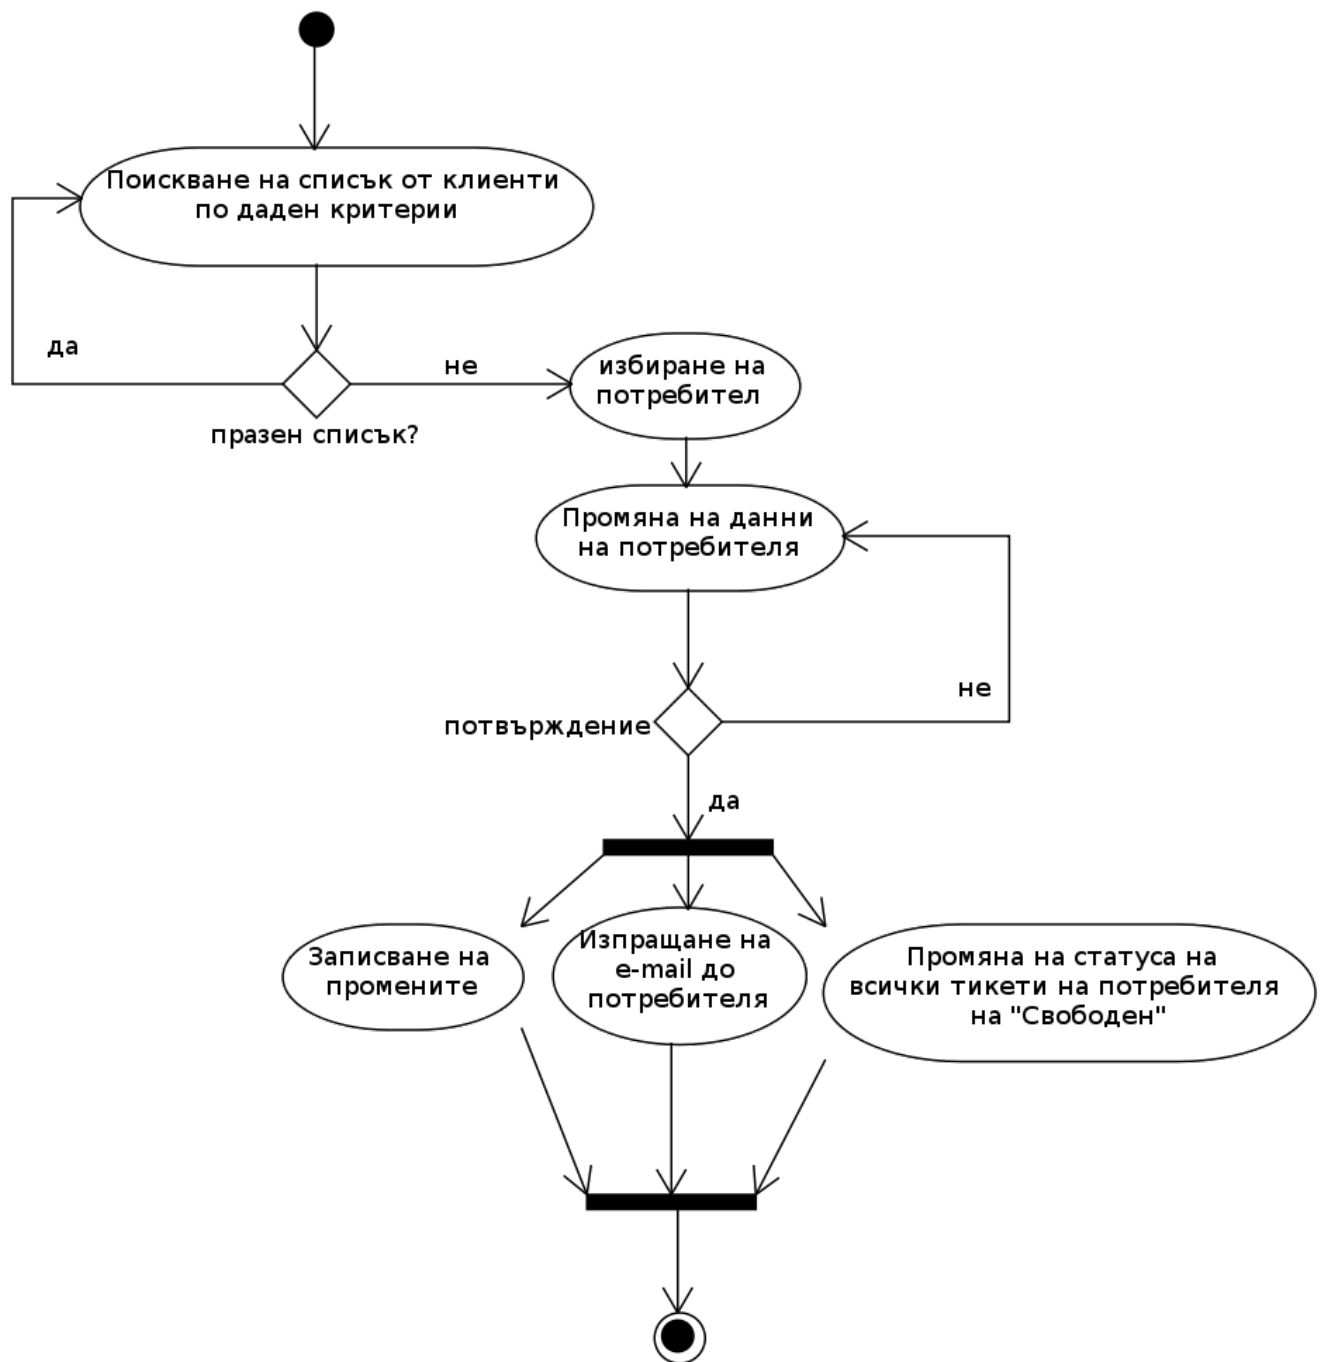 Поискване на списък от клиенти
по даден критерии
да
не
празен списък?
избиране на
потребител
Промяна на данни
на потребителя
не
потвърждение
да
Записване на
промените
Изпращане на
e-mail до
потребителя
Промяна на статуса на
всички тикети на потребителя
на "Свободен"